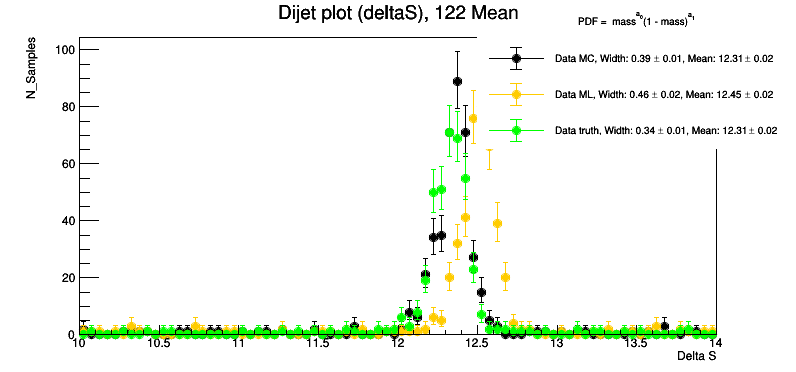 Dijet plot (deltaS), 122 Mean
PDF = mass^a₀ (1 - mass)^a₁
N_Samples
100
80
60
40
20
0
Data MC, Width: 0.39 ± 0.01, Mean: 12.31 ± 0.02
Data ML, Width: 0.46 ± 0.02, Mean: 12.45 ± 0.02
Data truth, Width: 0.34 ± 0.01, Mean: 12.31 ± 0.02
10 10.5 11 11.5 12 12.5 13 13.5 14
Delta S